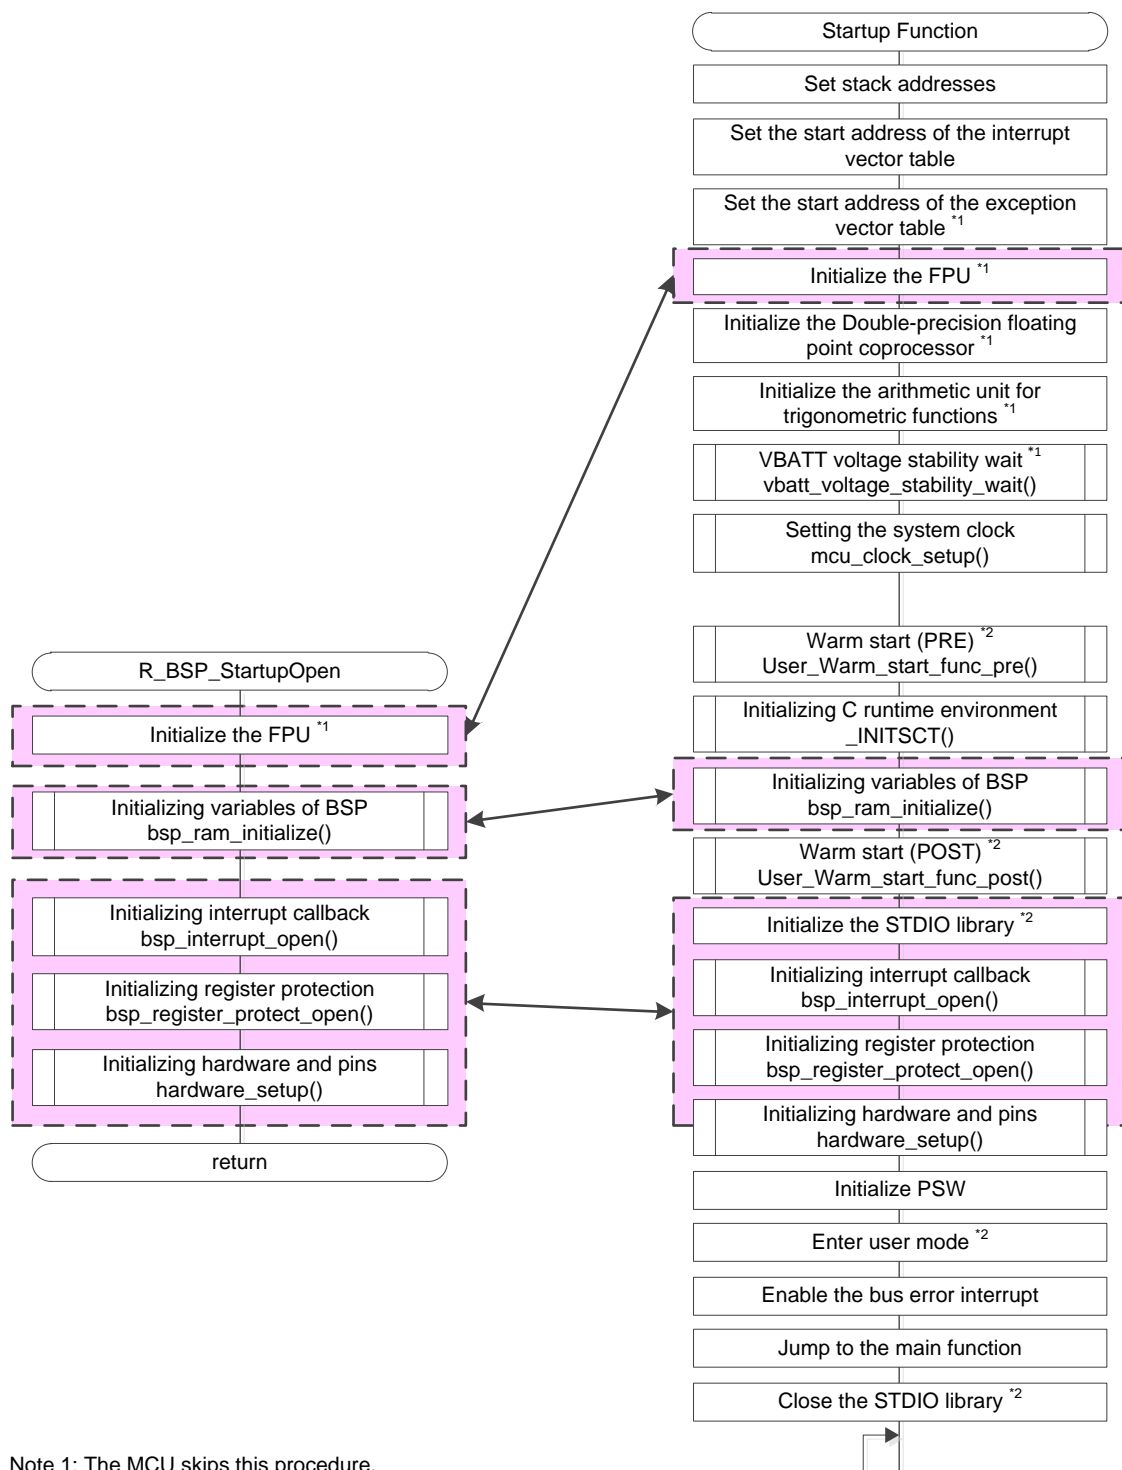 Startup Function
Set stack addresses
Set the start address of the interrupt
vector table
Set the start address of the exception
vector table *1
Initialize the FPU *1
Initialize the Double-precision floating
point coprocessor *1
Initialize the arithmetic unit for
trigonometric functions *1
VBATT voltage stability wait *1
vbatt_voltage_stability_wait()
Setting the system clock
mcu_clock_setup()
Warm start (PRE) *2
User_Warm_start_func_pre()
Initializing C runtime environment
_INITSCT()
Initializing variables of BSP
bsp_ram_initialize()
Warm start (POST) *2
User_Warm_start_func_post()
Initialize the STDIO library *2
Initializing interrupt callback
bsp_interrupt_open()
Initializing register protection
bsp_register_protect_open()
Initializing hardware and pins
hardware_setup()
Initialize PSW
Enter user mode *2
Enable the bus error interrupt
Jump to the main function
Close the STDIO library *2
R_BSP_StartupOpen
Initialize the FPU *1
Initializing variables of BSP
bsp_ram_initialize()
Initializing interrupt callback
bsp_interrupt_open()
Initializing register protection
bsp_register_protect_open()
Initializing hardware and pins
hardware_setup()
return
Note 1: The MCU skips this procedure.